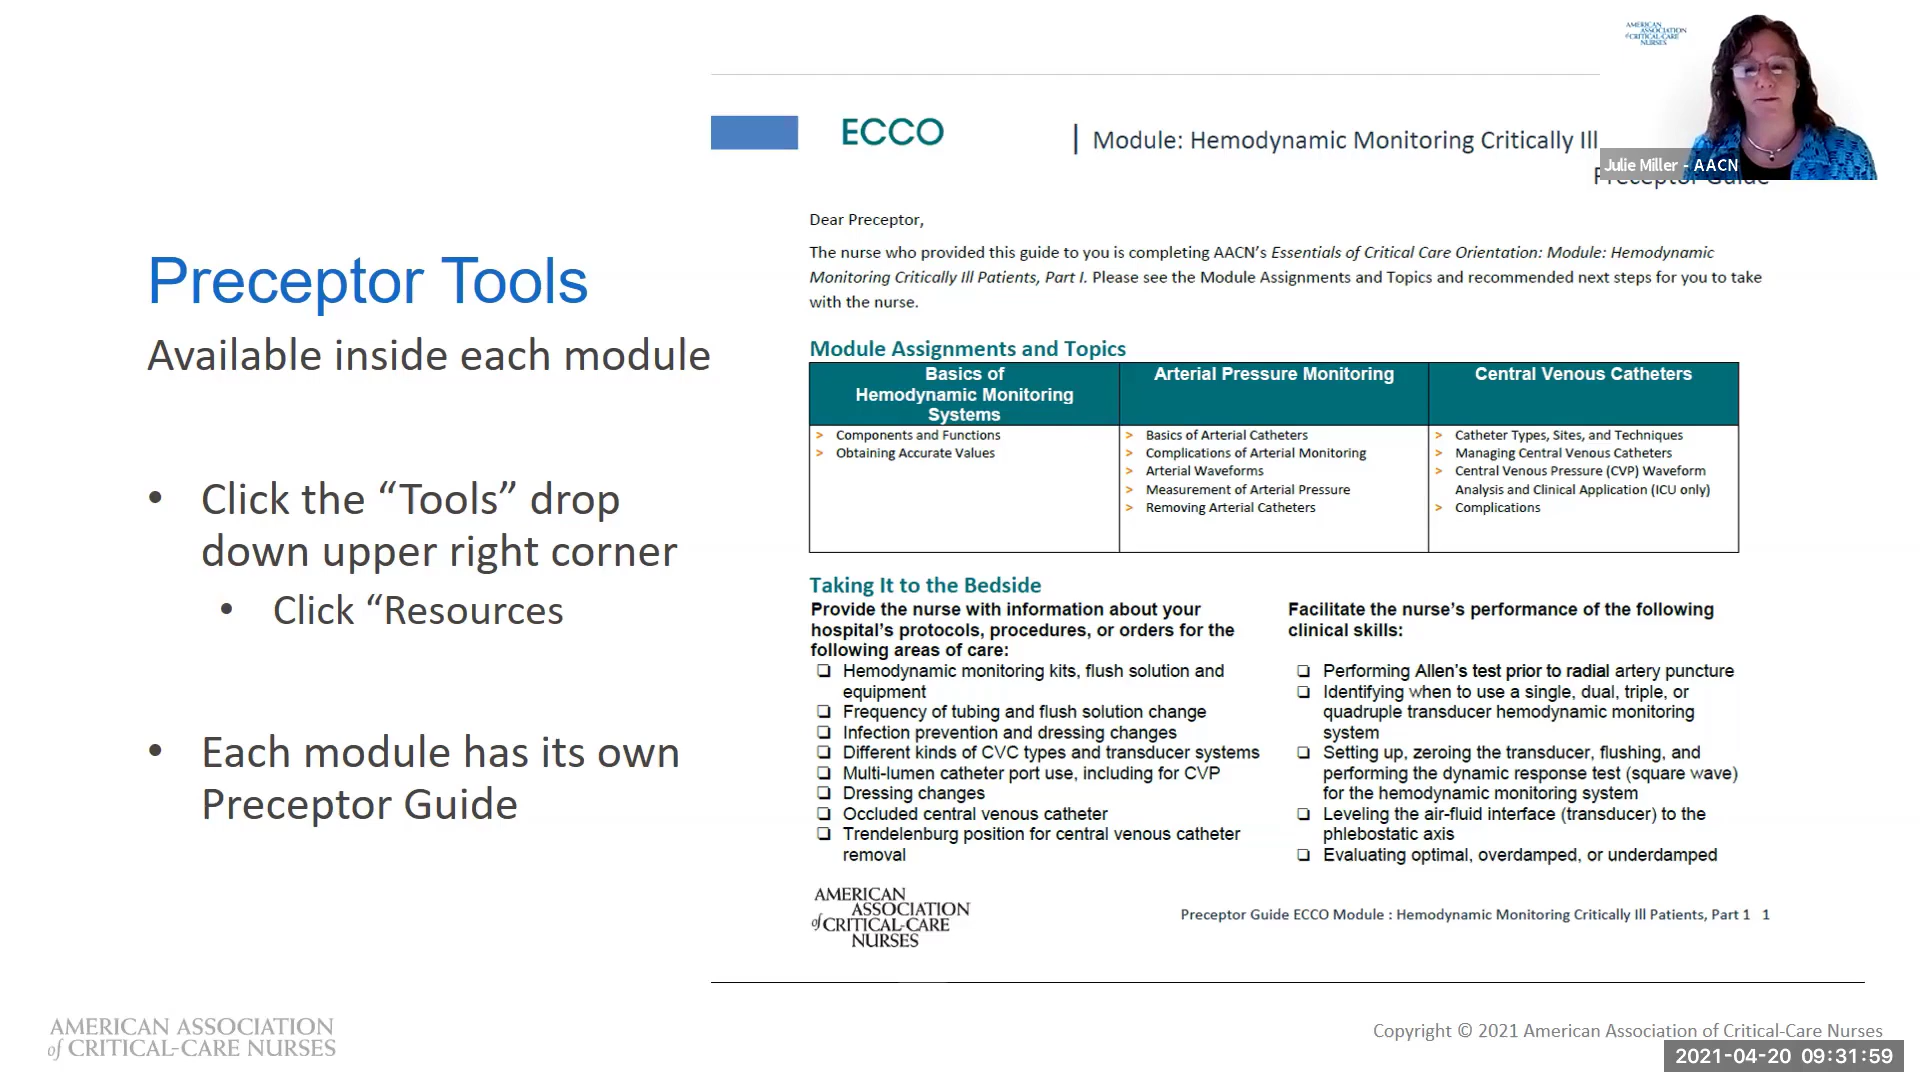 AMERICAN
ASSOCIATION
of CRITICAL-CARE
NURSES
Julie Miller - AACN
Preceptor Tools
Available inside each module
• Click the “Tools” drop
down upper right corner
• Click “Resources
• Each module has its own
Preceptor Guide
ECCO
Module: Hemodynamic Monitoring Critically Ill
Preceptor Guide
Dear Preceptor,
The nurse who provided this guide to you is completing AACN’s Essentials of Critical Care Orientation: Module: Hemodynamic
Monitoring Critically Ill Patients, Part I. Please see the Module Assignments and Topics and recommended next steps for you to take
with the nurse.
Module Assignments and Topics
Basics of
Hemodynamic Monitoring
Systems
> Components and Functions
> Obtaining Accurate Values
Arterial Pressure Monitoring
> Basics of Arterial Catheters
> Complications of Arterial Monitoring
> Arterial Waveforms
> Measurement of Arterial Pressure
> Removing Arterial Catheters
Central Venous Catheters
> Catheter Types, Sites, and Techniques
> Managing Central Venous Catheters
> Central Venous Pressure (CVP) Waveform
Analysis and Clinical Application (ICU only)
> Complications
Taking It to the Bedside
Provide the nurse with information about your
hospital’s protocols, procedures, or orders for the
following areas of care:
❏ Hemodynamic monitoring kits, flush solution and
equipment
❏ Frequency of tubing and flush solution change
❏ Infection prevention and dressing changes
❏ Different kinds of CVC types and transducer systems
❏ Multi-lumen catheter port use, including for CVP
❏ Dressing changes
❏ Occluded central venous catheter
❏ Trendelenburg position for central venous catheter
removal
Facilitate the nurse’s performance of the following
clinical skills:
❏ Performing Allen’s test prior to radial artery puncture
❏ Identifying when to use a single, dual, triple, or
quadruple transducer hemodynamic monitoring
system
❏ Setting up, zeroing the transducer, flushing, and
performing the dynamic response test (square wave)
for the hemodynamic monitoring system
❏ Leveling the air-fluid interface (transducer) to the
phlebostatic axis
❏ Evaluating optimal, overdamped, or underdamped
AMERICAN
ASSOCIATION
of CRITICAL-CARE
NURSES
Preceptor Guide ECCO Module : Hemodynamic Monitoring Critically Ill Patients, Part 1 1
AMERICAN ASSOCIATION
of CRITICAL-CARE NURSES
Copyright © 2021 American Association of Critical-Care Nurses
2021-04-20 09:31:59